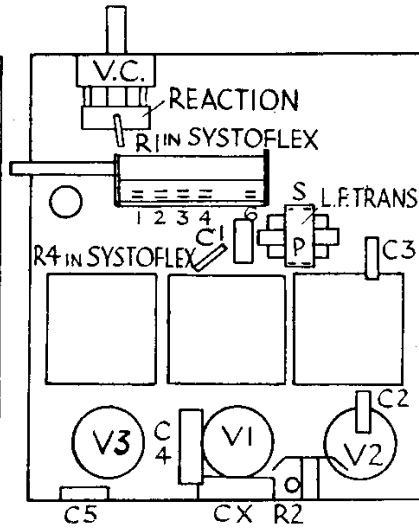 V.C.
REACTION
R1 IN SYSTOFLEX
1 2 3 4 6
S L.F.TRANS
P
C1
C3
R4 IN SYSTOFLEX
C2
V3 C4 V1 V2
C5 CX R2